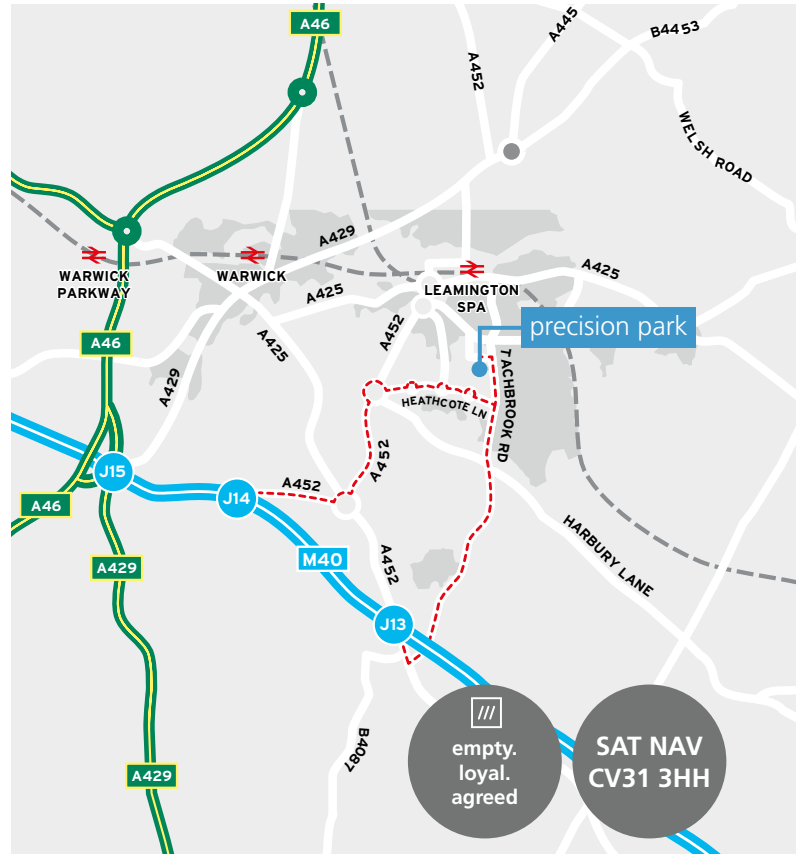 A46
A445
B4453
A452
WELSH ROAD
A429
WARWICK
PARKWAY
WARWICK
LEAMINGTON
SPA
A425
A425
A46
A425
A452
precision park
TACHBROOK RD
A429
HEATHCOTE LN
A452
J15
A452
J14
A46
HARBURY LANE
A452
M40
A429
J13
B4087
A429
///
empty.
loyal.
agreed
SAT NAV
CV31 3HH